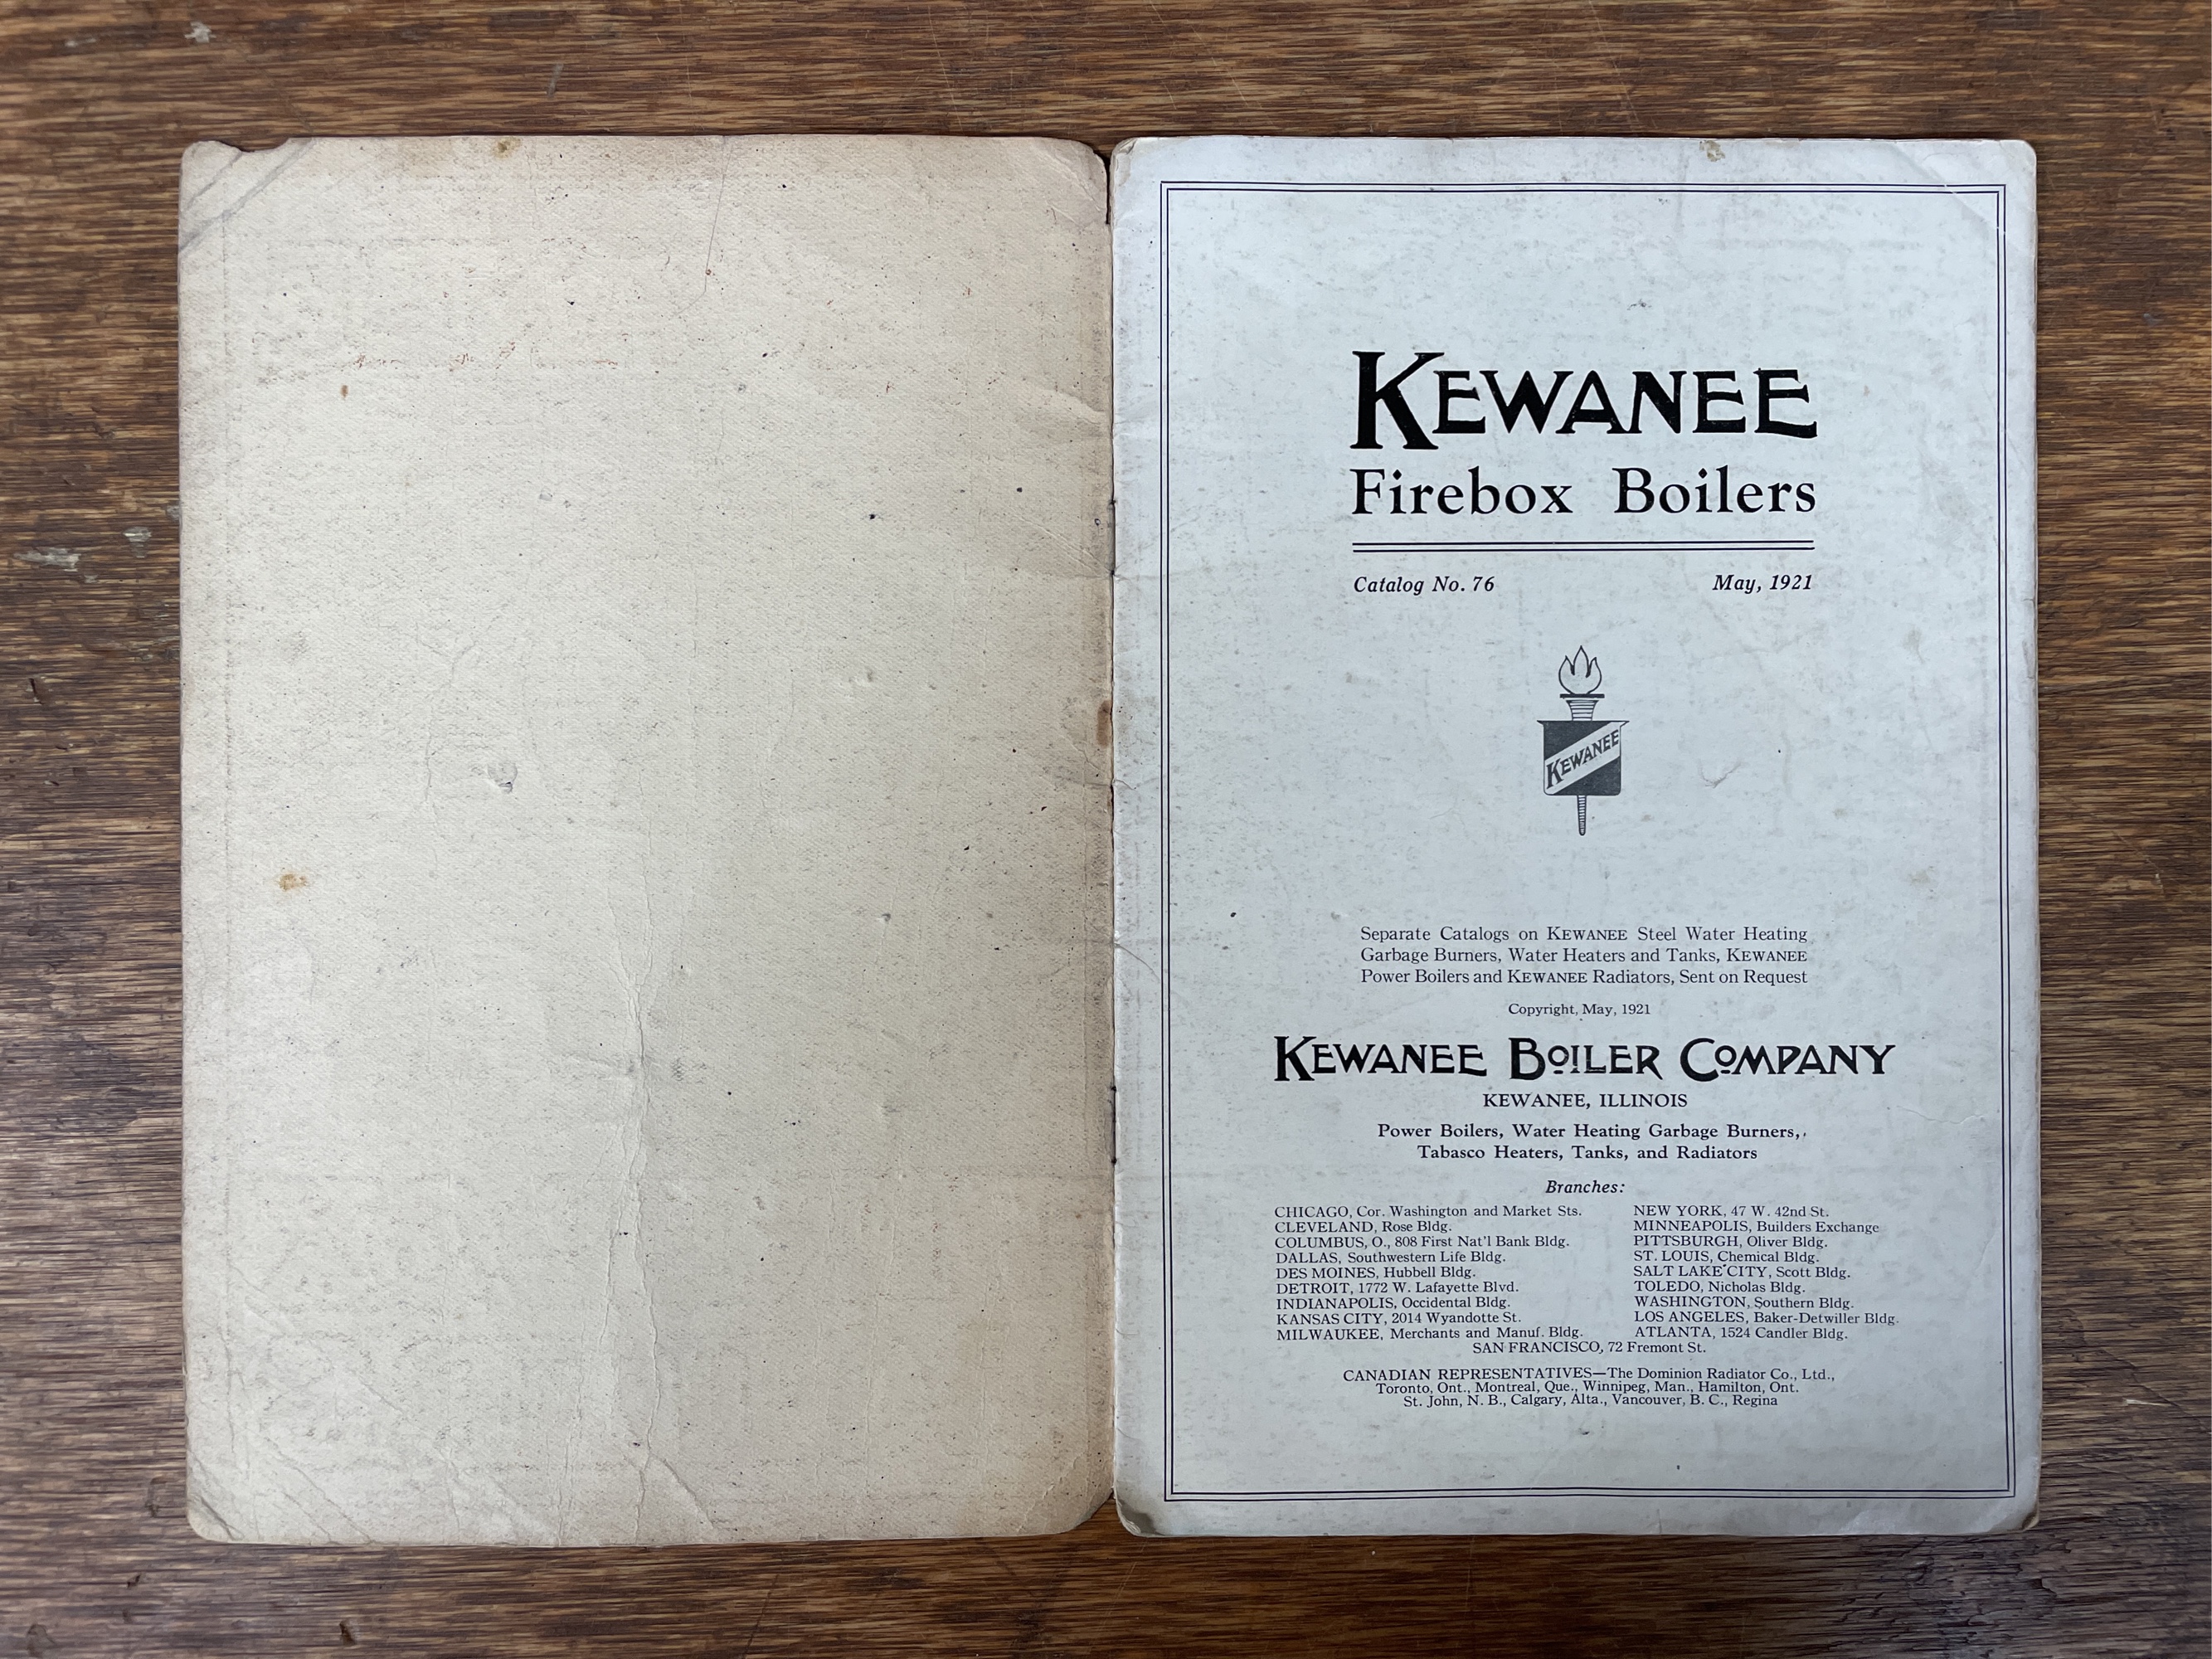 KEWANEE
Firebox Boilers
Catalog No. 76 May, 1921
KEWANEE
Separate Catalogs on KEWANEE Steel Water Heating
Garbage Burners, Water Heaters and Tanks, KEWANEE
Power Boilers and KEWANEE Radiators, Sent on Request
Copyright, May, 1921
KEWANEE BOILER COMPANY
KEWANEE, ILLINOIS
Power Boilers, Water Heating Garbage Burners,
Tabasco Heaters, Tanks, and Radiators
Branches:
CHICAGO, Cor. Washington and Market Sts.
CLEVELAND, Rose Bldg.
COLUMBUS, O., 808 First Nat'l Bank Bldg.
DALLAS, Southwestern Life Bldg.
DES MOINES, Hubbell Bldg.
DETROIT, 1772 W. Lafayette Blvd.
INDIANAPOLIS, Occidental Bldg.
KANSAS CITY, 2014 Wyandotte St.
MILWAUKEE, Merchants and Manuf. Bldg.
NEW YORK, 47 W. 42nd St.
MINNEAPOLIS, Builders Exchange
PITTSBURGH, Oliver Bldg.
ST. LOUIS, Chemical Bldg.
SALT LAKE CITY, Scott Bldg.
TOLEDO, Nicholas Bldg.
WASHINGTON, Southern Bldg.
LOS ANGELES, Baker-Detwiller Bldg.
ATLANTA, 1524 Candler Bldg.
SAN FRANCISCO, 72 Fremont St.
CANADIAN REPRESENTATIVES—The Dominion Radiator Co., Ltd.,
Toronto, Ont., Montreal, Que., Winnipeg, Man., Hamilton, Ont.
St. John, N. B., Calgary, Alta., Vancouver, B. C., Regina